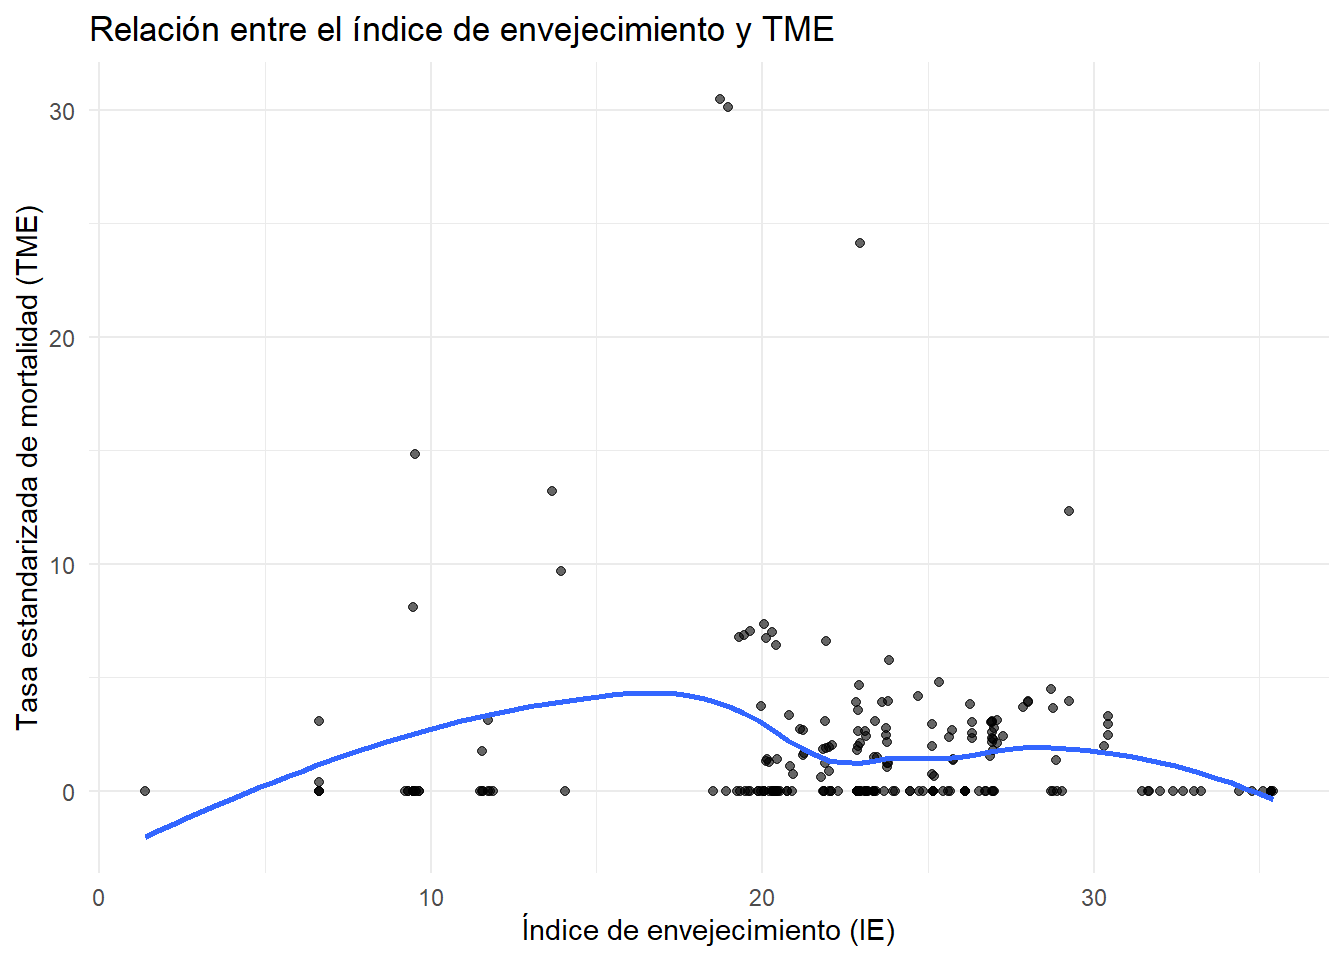 Relación entre el índice de envejecimiento y TME
30
20
10
0
Tasa estandarizada de mortalidad (TME)
0 10 20 30
Índice de envejecimiento (IE)